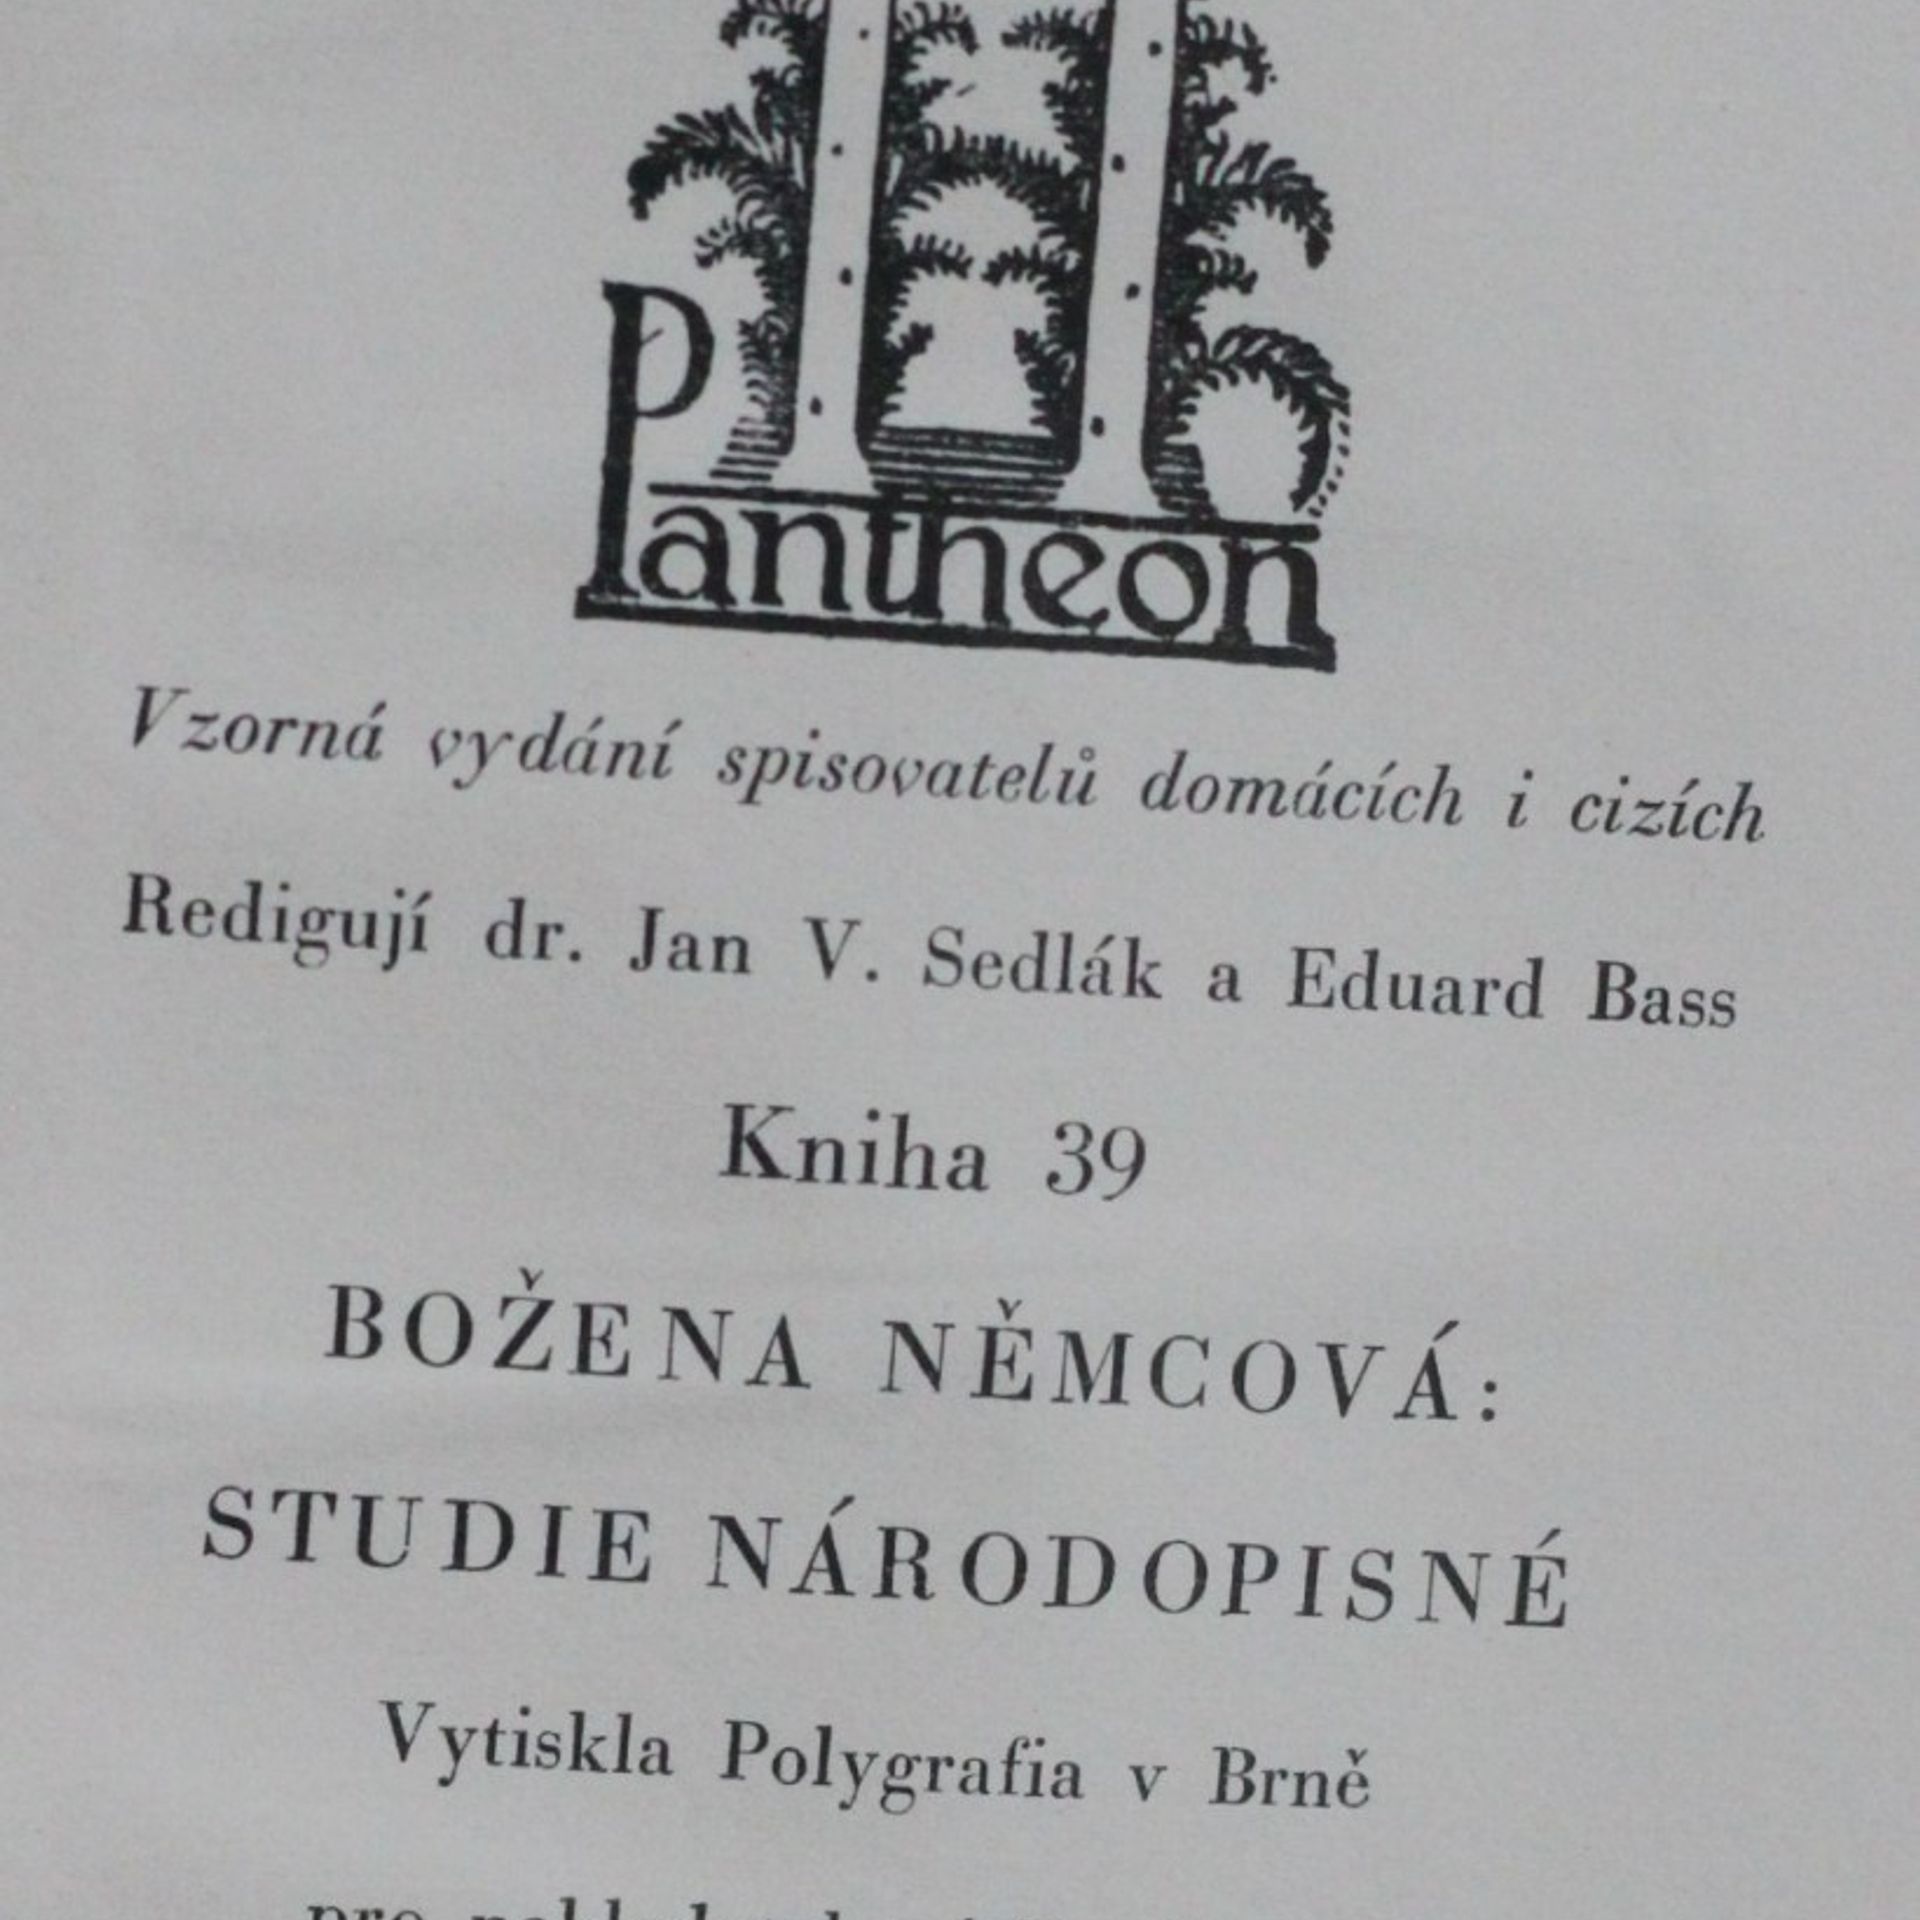 Pantheon
Vzorná vydání spisovatelů domácích i cizích
Redigují dr. Jan V. Sedlák a Eduard Bass
Kniha 39
BOŽENA NĚMCOVÁ:
STUDIE NÁRODOPISNÉ
Vytiskla Polygrafia v Brně
pro